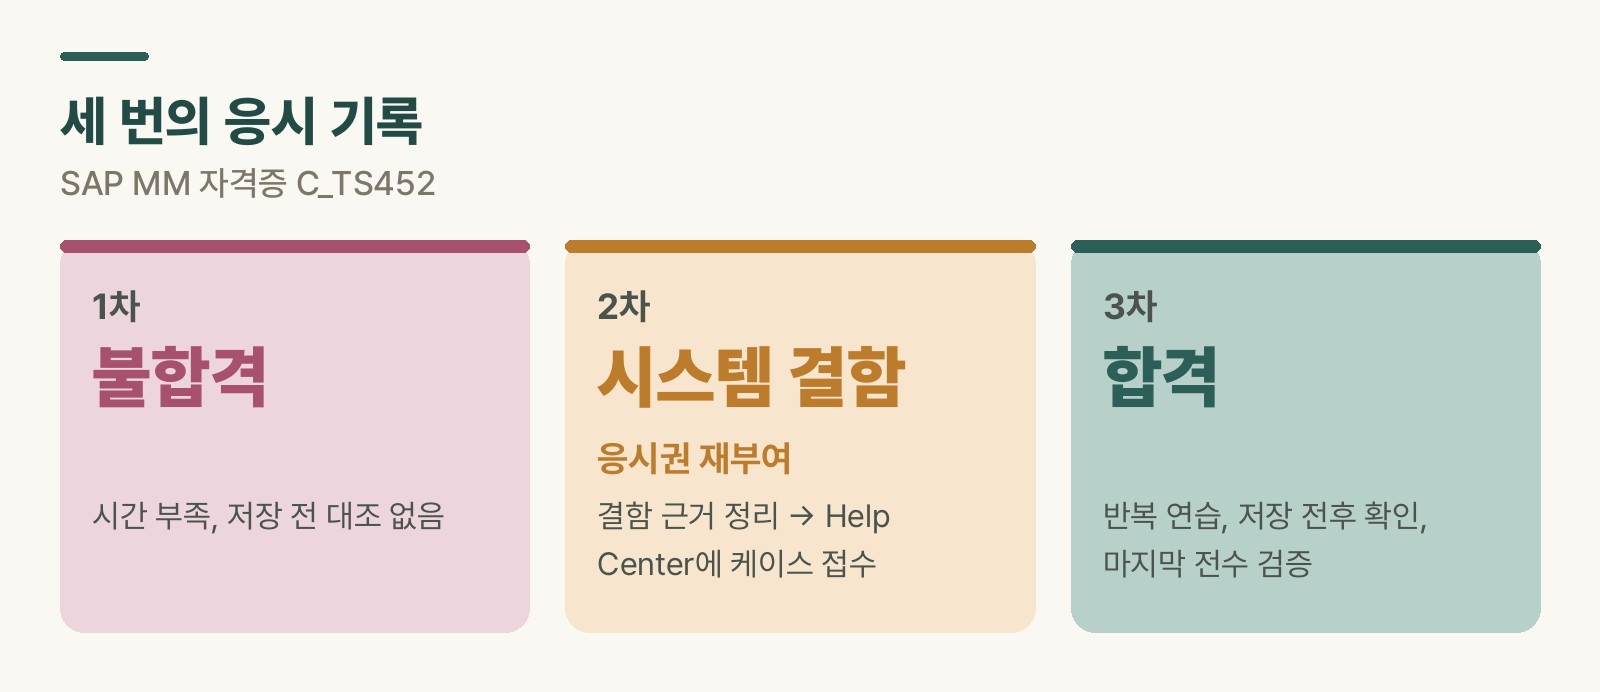 세 번의 응시 기록
SAP MM 자격증 C_TS452
1차
불합격
시간 부족, 저장 전 대조 없음
2차
시스템 결함
응시권 재부여
결함 근거 정리 → Help
Center에 케이스 접수
3차
합격
반복 연습, 저장 전후 확인,
마지막 전수 검증